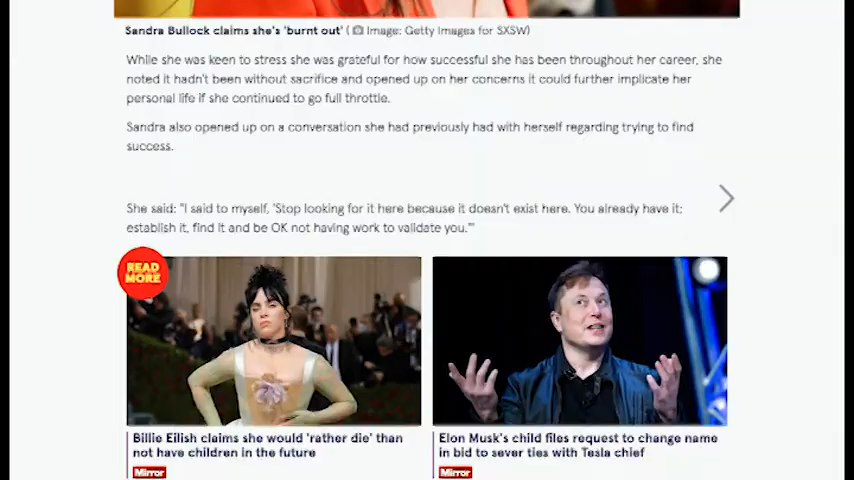 Sandra Bullock claims she's 'burnt out' ( Image: Getty Images for SXSW)
While she was keen to stress she was grateful for how successful she has been throughout her career, she
noted it hadn't been without sacrifice and opened up on her concerns it could further implicate her
personal life if she continued to go full throttle.
Sandra also opened up on a conversation she had previously had with herself regarding trying to find
success.
She said: "I said to myself, 'Stop looking for it here because it doesn't exist here. You already have it;
establish it, find it and be OK not having work to validate you.'"
READ
MORE
Billie Eilish claims she would 'rather die' than
not have children in the future
Mirror
Elon Musk's child files request to change name
in bid to sever ties with Tesla chief
Mirror